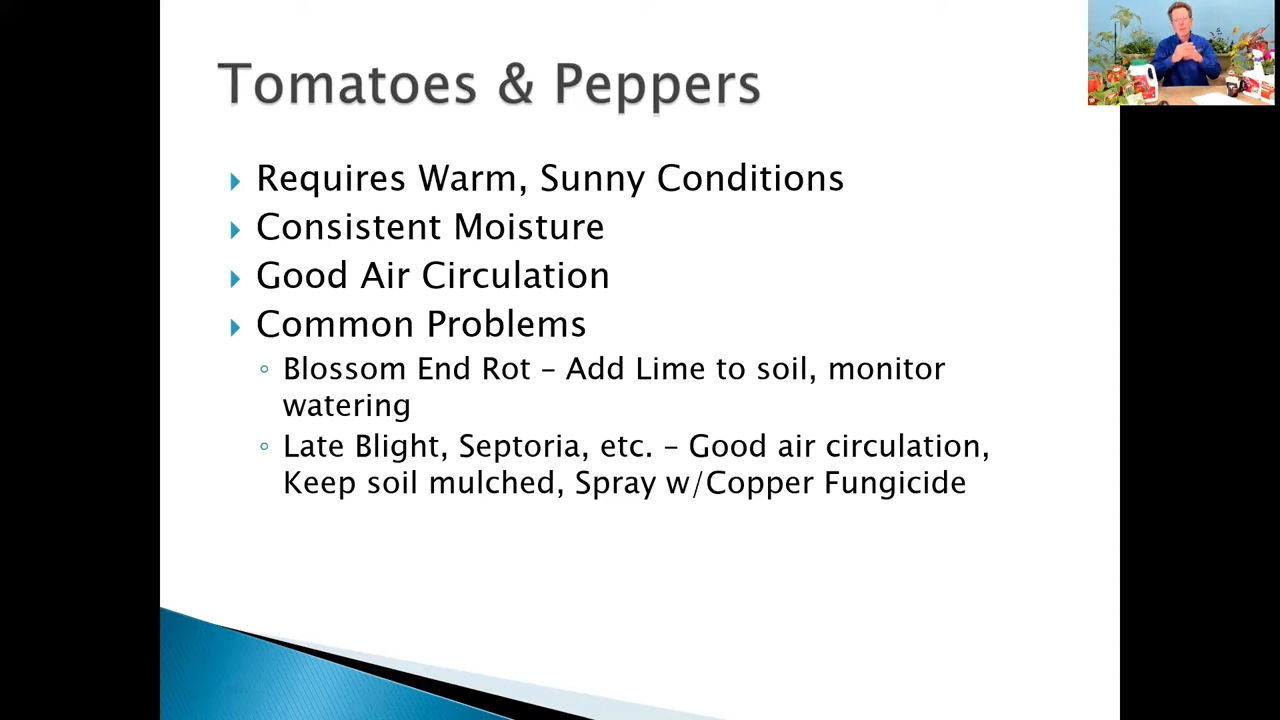 Tomatoes & Peppers
Requires Warm, Sunny Conditions
Consistent Moisture
Good Air Circulation
Common Problems
Blossom End Rot – Add Lime to soil, monitor
watering
Late Blight, Septoria, etc. – Good air circulation,
Keep soil mulched, Spray w/Copper Fungicide